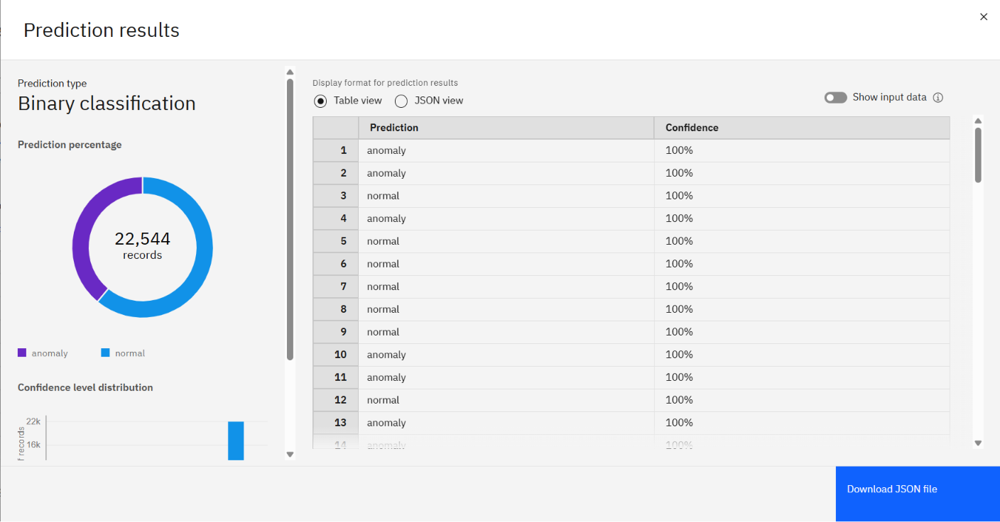 Prediction results
Prediction type
Binary classification
Prediction percentage
22,544
records
anomaly normal
Confidence level distribution
22k
16k
f records
Display format for prediction results
Table view JSON view
Show input data
Prediction Confidence
1 anomaly 100%
2 anomaly 100%
3 normal 100%
4 anomaly 100%
5 normal 100%
6 normal 100%
7 normal 100%
8 normal 100%
9 normal 100%
10 anomaly 100%
11 anomaly 100%
12 normal 100%
13 anomaly 100%
14 anomaly 100%
Download JSON file